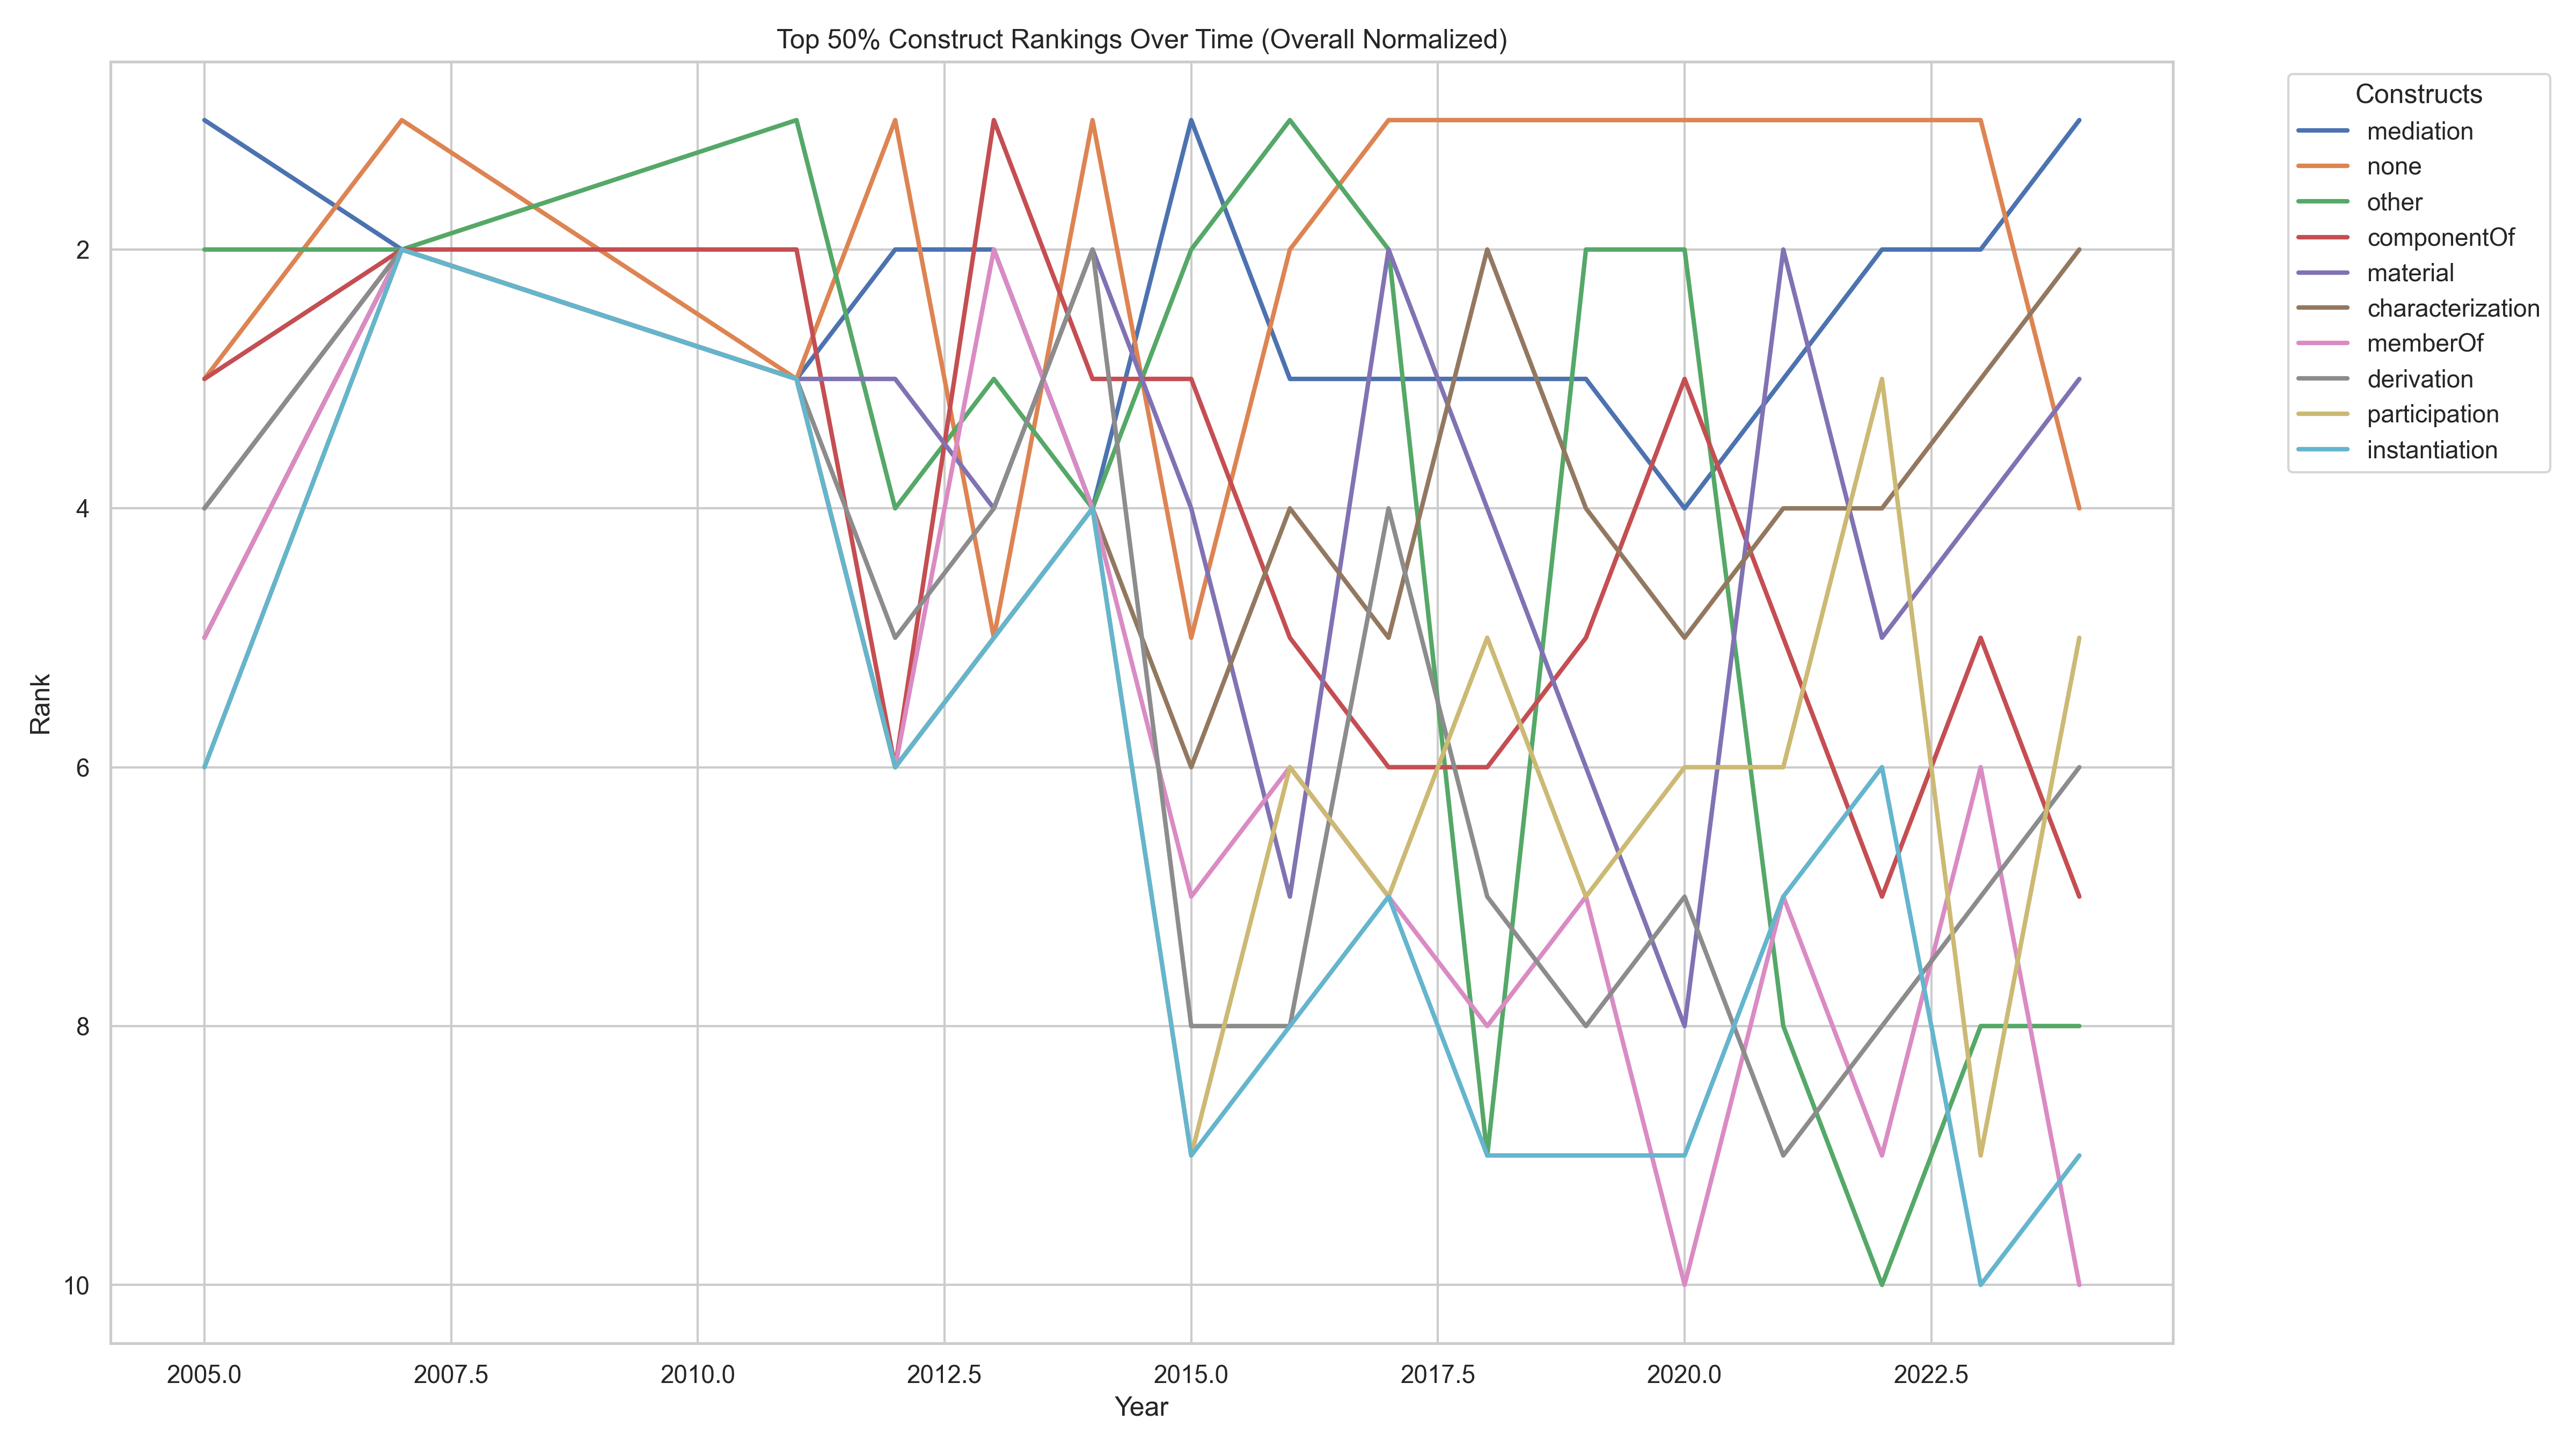 Top 50% Construct Rankings Over Time (Overall Normalized)
Constructs
mediation
none
other
componentOf
material
characterization
memberOf
derivation
participation
instantiation
Rank
2
4
6
8
10
2005.0 2007.5 2010.0 2012.5 2015.0 2017.5 2020.0 2022.5
Year